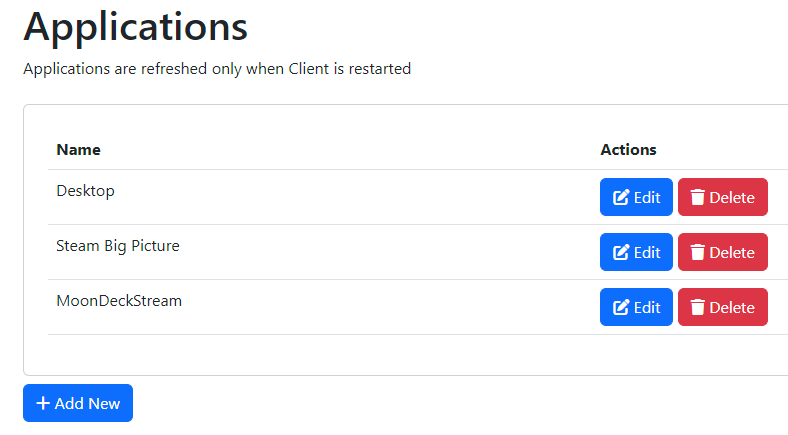 Applications
Applications are refreshed only when Client is restarted
Name Actions
Desktop Edit Delete
Steam Big Picture Edit Delete
MoonDeckStream Edit Delete
+ Add New